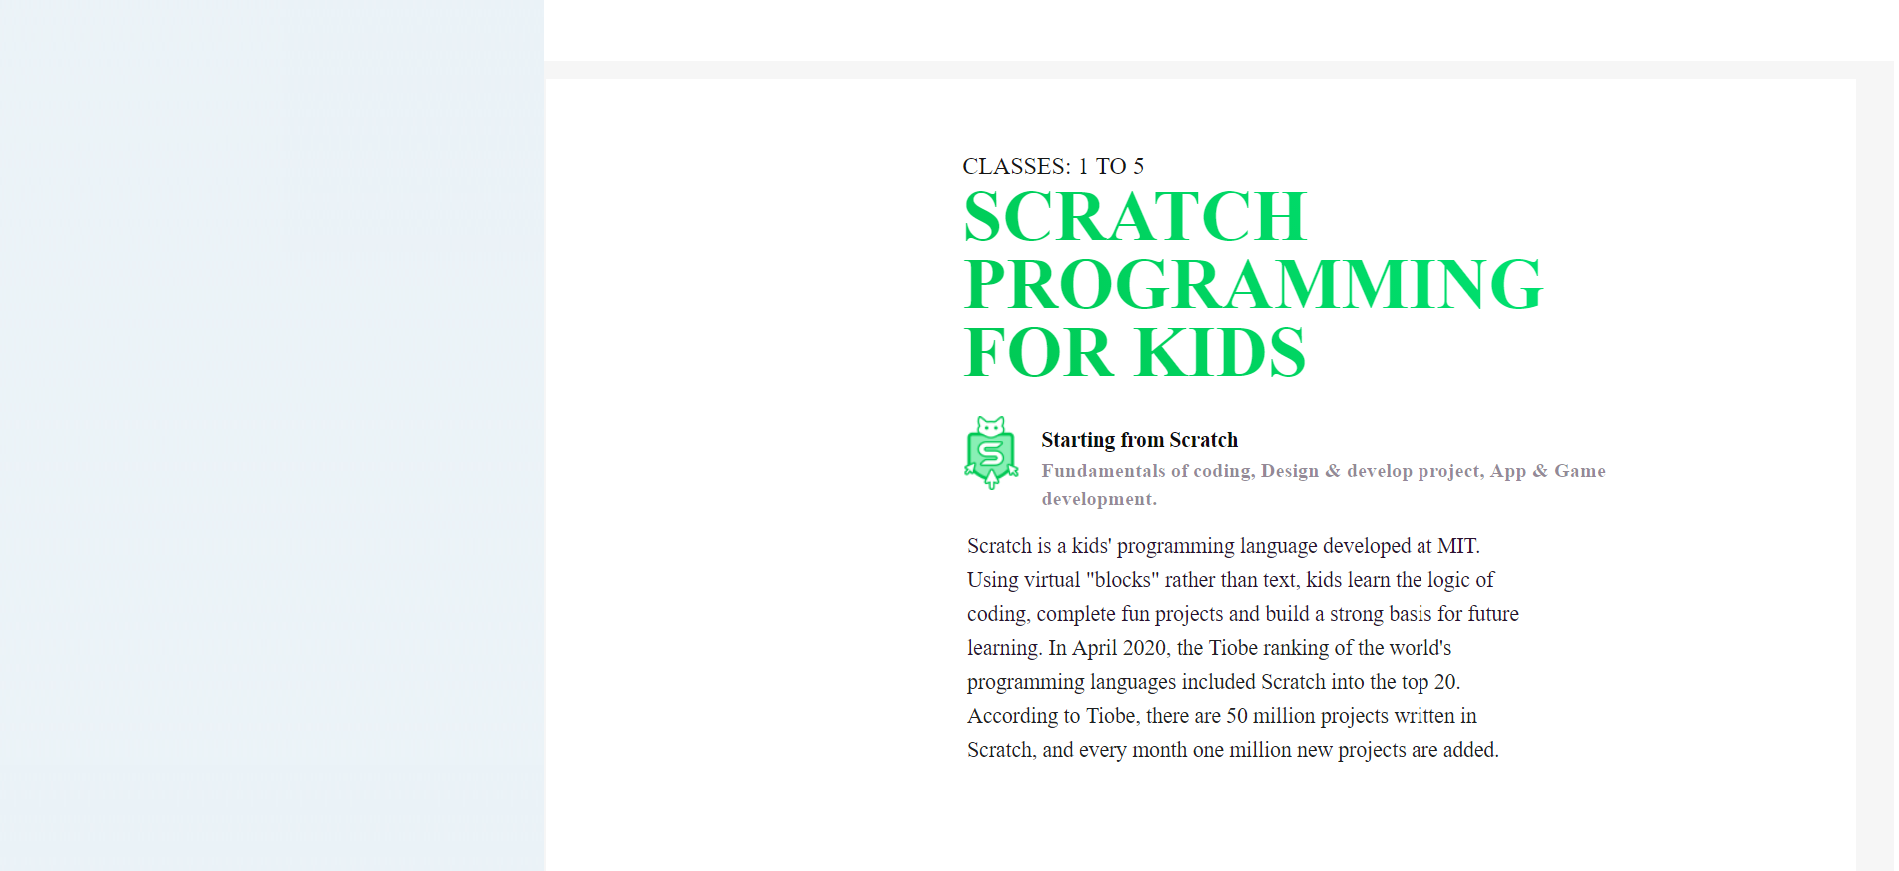 CLASSES: 1 TO 5
SCRATCH
PROGRAMMING
FOR KIDS
S
Starting from Scratch
Fundamentals of coding, Design & develop project, App & Game
development.
Scratch is a kids' programming language developed at MIT.
Using virtual "blocks" rather than text, kids learn the logic of
coding, complete fun projects and build a strong basis for future
learning. In April 2020, the Tiobe ranking of the world's
programming languages included Scratch into the top 20.
According to Tiobe, there are 50 million projects written in
Scratch, and every month one million new projects are added.